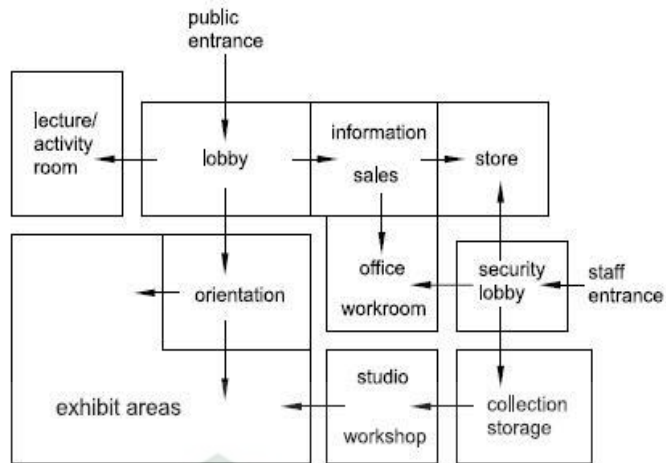 public
entrance
lecture/
activity
room
lobby
information
sales
store
orientation
office
workroom
security
lobby
staff
entrance
exhibit areas
studio
workshop
collection
storage